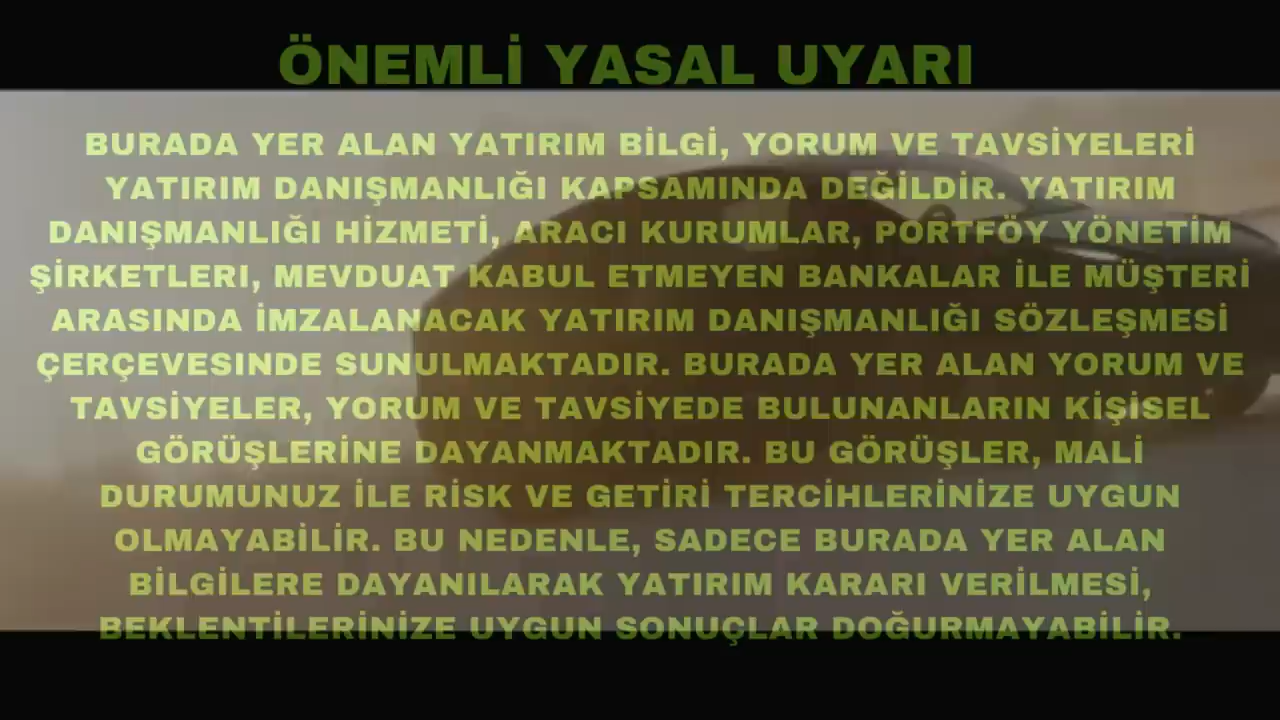 ÖNEMLİ YASAL UYARI
BURADA YER ALAN YATIRIM BİLGİ, YORUM VE TAVSİYELERİ
YATIRIM DANIŞMANLIĞI KAPSAMINDA DEĞİLDİR. YATIRIM
DANIŞMANLIĞI HİZMETİ, ARACI KURUMLAR, PORTFÖY YÖNETİM
ŞİRKETLERI, MEVDUAT KABUL ETMEYEN BANKALAR İLE MÜŞTERİ
ARASINDA İMZALANACAK YATIRIM DANIŞMANLIĞI SÖZLEŞMESİ
ÇERÇEVESINDE SUNULMAKTADIR. BURADA YER ALAN YORUM VE
TAVSİYELER, YORUM VE TAVSİYEDE BULUNANLARIN KİŞİSEL
GÖRÜŞLERİNE DAYANMAKTADIR. BU GÖRÜŞLER, MALİ
DURUMUNUZ İLE RİSK VE GETİRİ TERCİHLERİNİZE UYGUN
OLMAYABİLİR. BU NEDENLE, SADECE BURADA YER ALAN
BİLGİLERE DAYANILARAK YATIRIM KARARI VERİLMESİ,
BEKLENTİLERİNİZE UYGUN SONUÇLAR DOĞURMAYABİLİR.